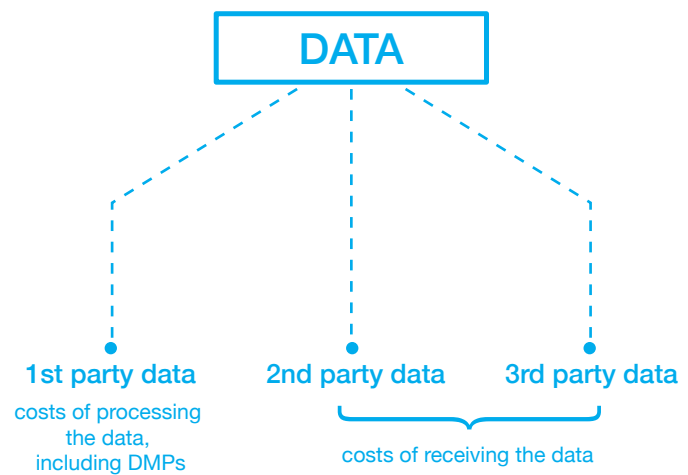 DATA
1st party data
2nd party data
3rd party data
costs of processing
the data,
including DMPs
costs of receiving the data